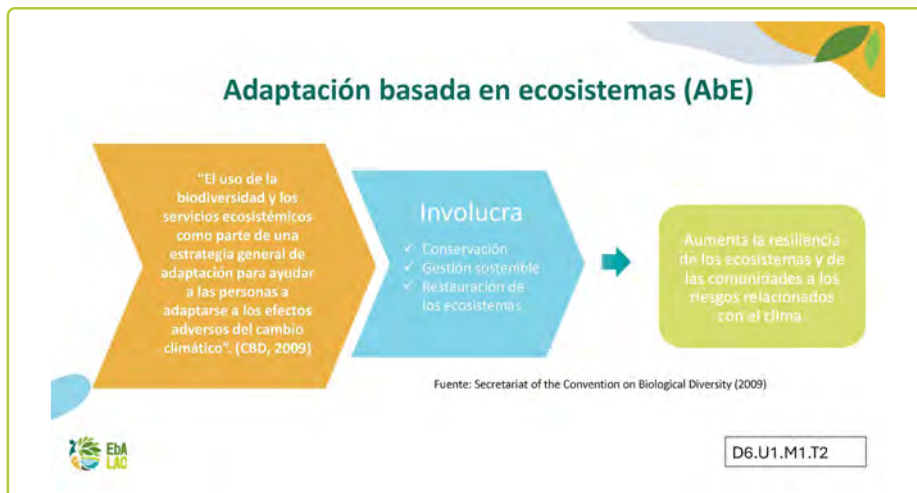 Adaptación basada en ecosistemas (AbE)
"El uso de la
biodiversidad y los
servicios ecosistémicos
como parte de una
estrategia general de
adaptación para ayudar
a las personas a
adaptarse a los efectos
adversos del cambio
climático". (CBD, 2009)
Involucra
✓ Conservación
✓ Gestión sostenible
✓ Restauración de
los ecosistemas
Aumenta la resiliencia
de los ecosistemas y de
las comunidades a los
riesgos relacionados
con el clima
Fuente: Secretariat of the Convention on Biological Diversity (2009)
EbA
LAC
D6.U1.M1.T2